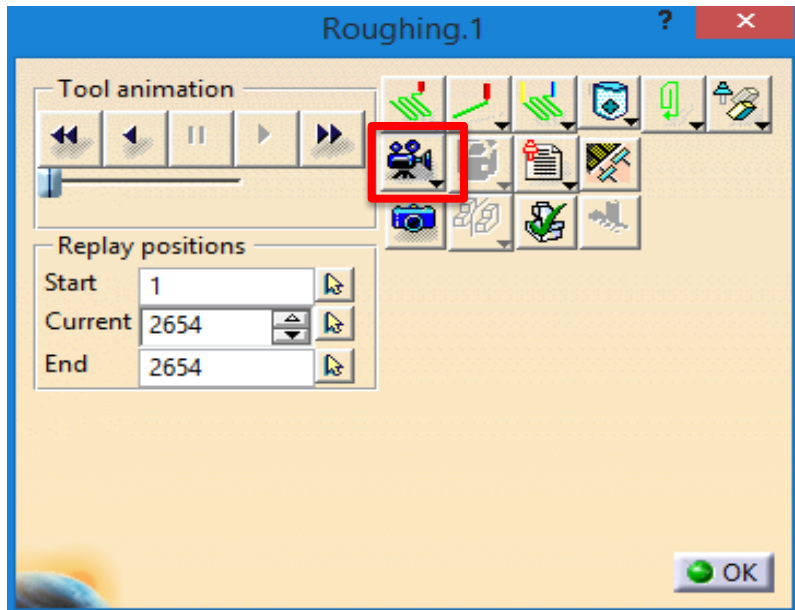 Roughing.1
?
Tool animation
Replay positions
Start 1
Current 2654
End 2654
OK